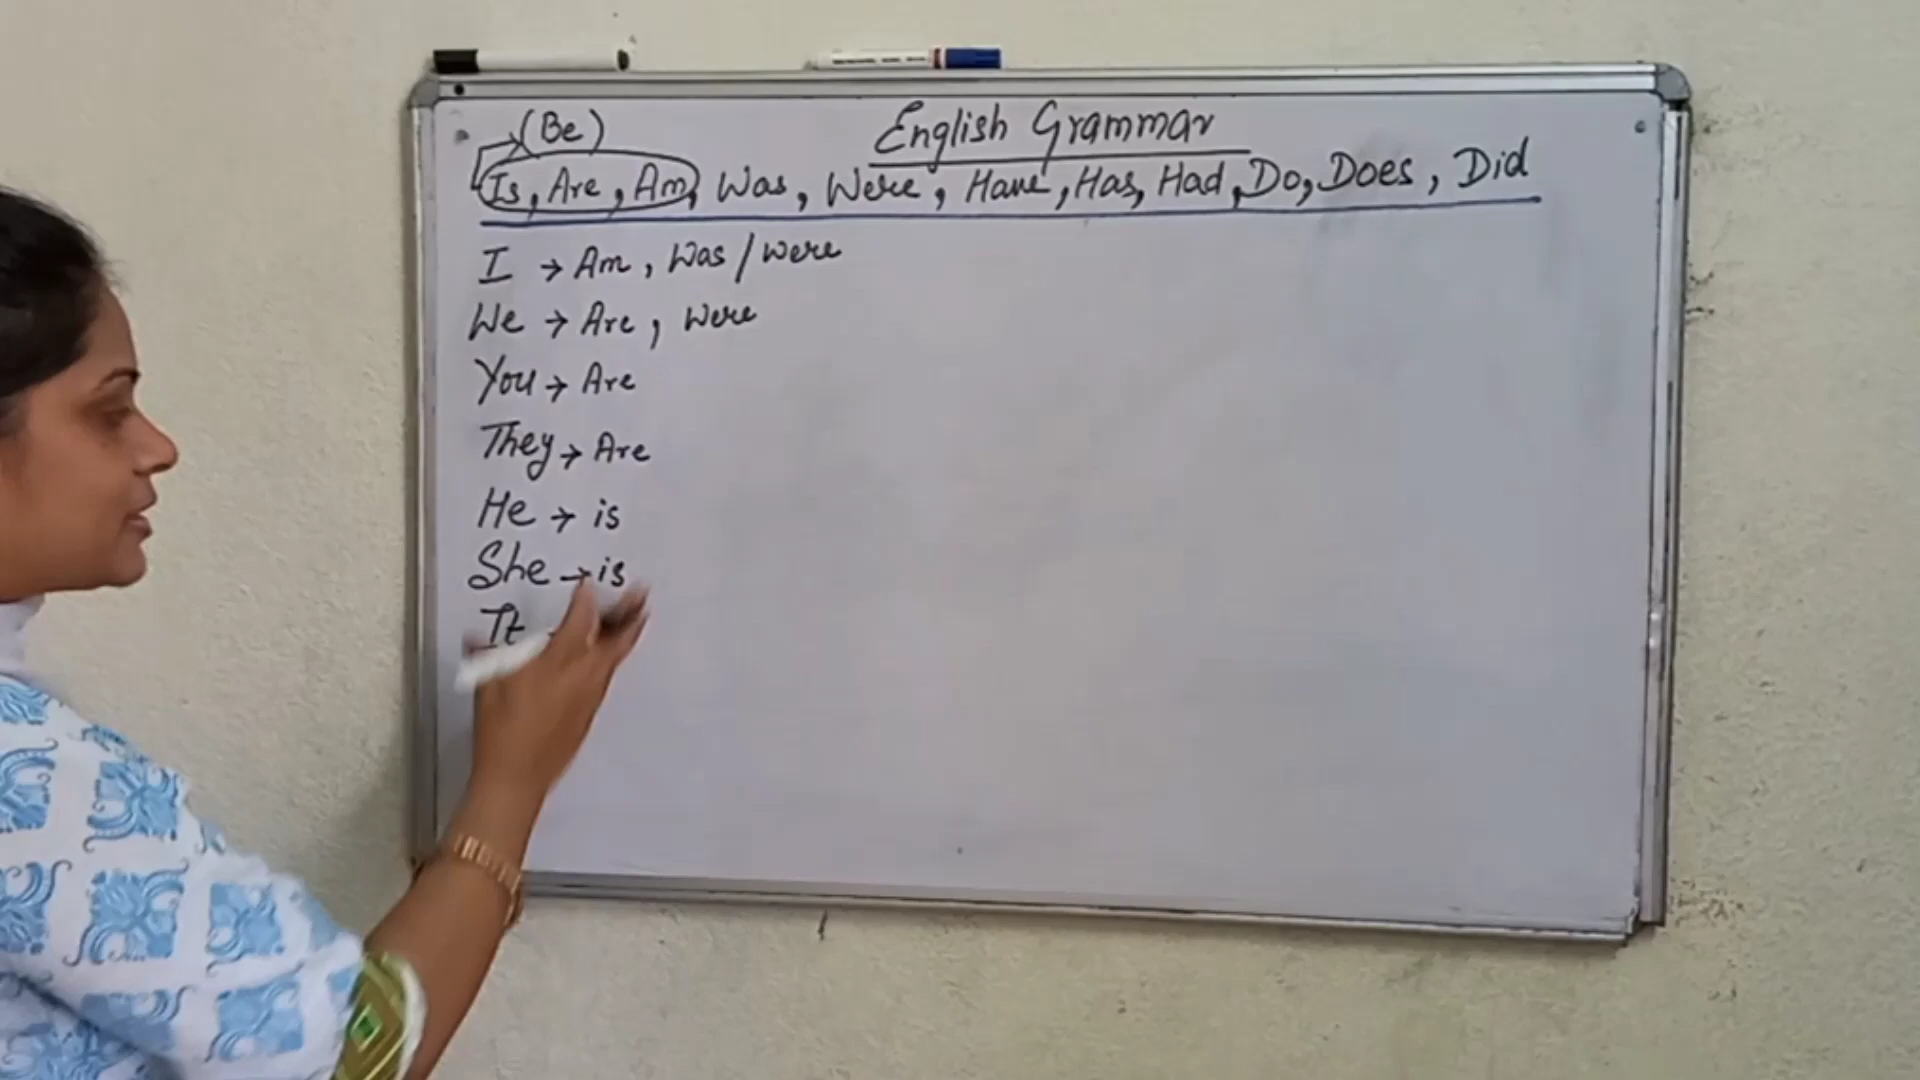 (Be)
English Grammar
Is, Are, Am, Was, Were, Have, Has, Had, Do, Does, Did
I → Am, Was/were
We → Are, were
You → Are
They → Are
He → is
She → is
It